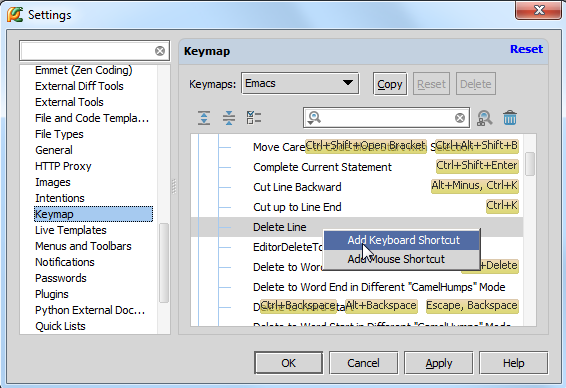 Settings
Keymap
Reset
Keymaps:
Emacs
Copy
Reset
Delete
Emmet (Zen Coding)
External Diff Tools
External Tools
File and Code Templa...
File Types
General
HTTP Proxy
Images
Intentions
Keymap
Live Templates
Menus and Toolbars
Notifications
Passwords
Plugins
Python External Doc...
Quick Lists
Move Care Ctrl+Shift+Open Bracket Ctrl+Alt+Shift+B
Complete Current Statement Ctrl+Shift+Enter
Cut Line Backward Alt+Minus, Ctrl+K
Cut up to Line End Ctrl+K
Delete Line
EditorDeleteTo
Add Keyboard Shortcut
Add Mouse Shortcut
Delete to Word +Delete
Delete to Word End in Different "CamelHumps" Mode
Ctrl+Backspace Alt+Backspace Escape, Backspace
Delete to Word Start in Different "CamelHumps" Mode
OK
Cancel
Apply
Help